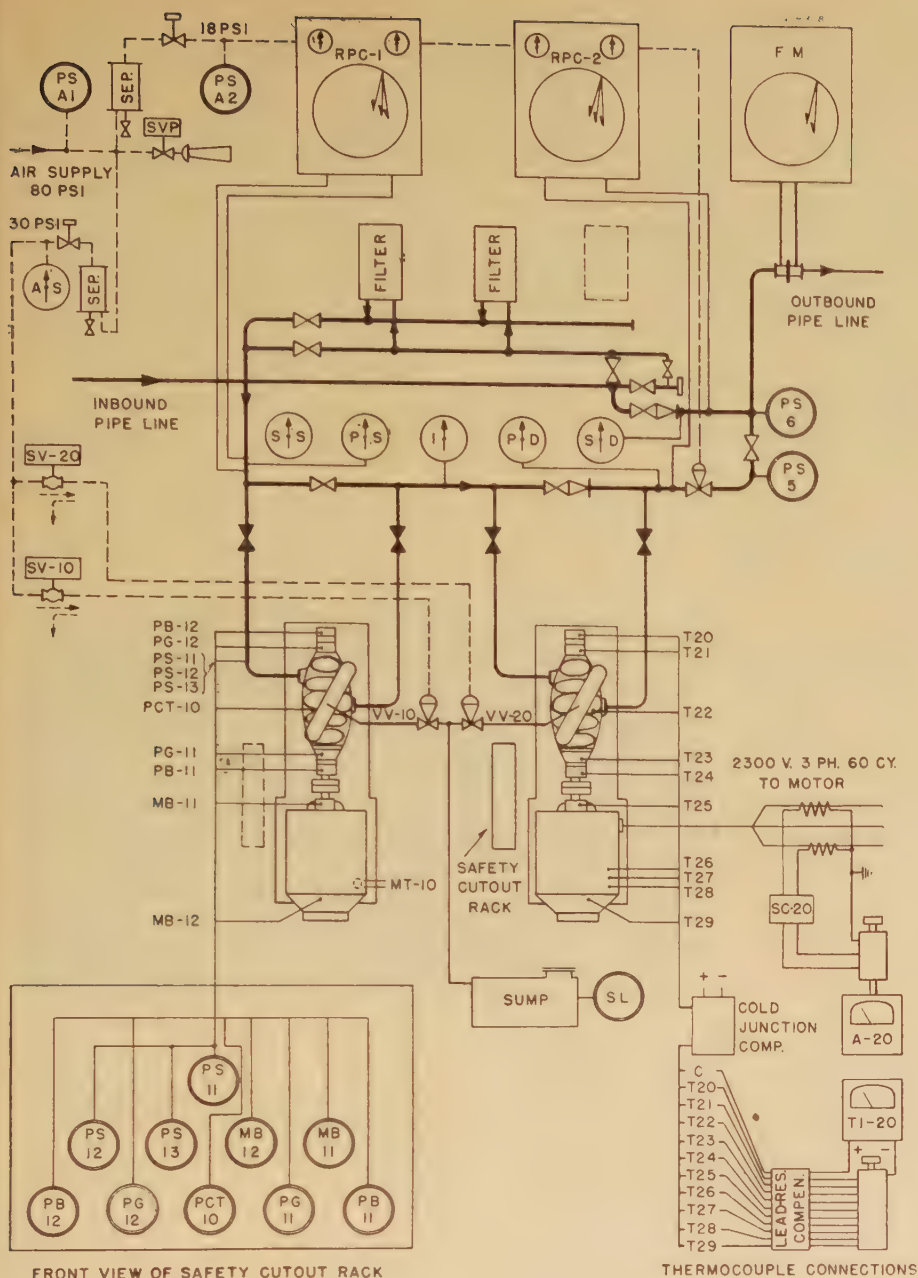 18 PSI
RPC-1
RPC-2
F M
PS A1
SEP.
PS A2
SVP
AIR SUPPLY
80 PSI
30 PSI
A S
SEP.
FILTER
FILTER
OUTBOUND
PIPE LINE
INBOUND
PIPE LINE
S S
P S
I
P D
S D
PS 6
PS 5
SV-20
SV-10
PB-12
PG-12
PS-11
PS-12
PS-13
PCT-10
PG-11
PB-11
MB-11
MB-12
MT-10
VV-10
VV-20
SAFETY
CUTOUT
RACK
T20
T21
T22
T23
T24
T25
T26
T27
T28
T29
2300 V. 3 PH. 60 CY.
TO MOTOR
SC-20
A-20
SUMP
SL
+ -
COLD
JUNCTION
COMP.
C
T20
T21
T22
T23
T24
T25
T26
T27
T28
T29
LEAD-RES.
COMPEN.
T1-20
+ -
PS 11
PS 12
PS 13
MB 12
MB 11
PB 12
PG 12
PCT 10
PG 11
PB 11
FRONT VIEW OF SAFETY CUTOUT RACK
THERMOCOUPLE CONNECTIONS